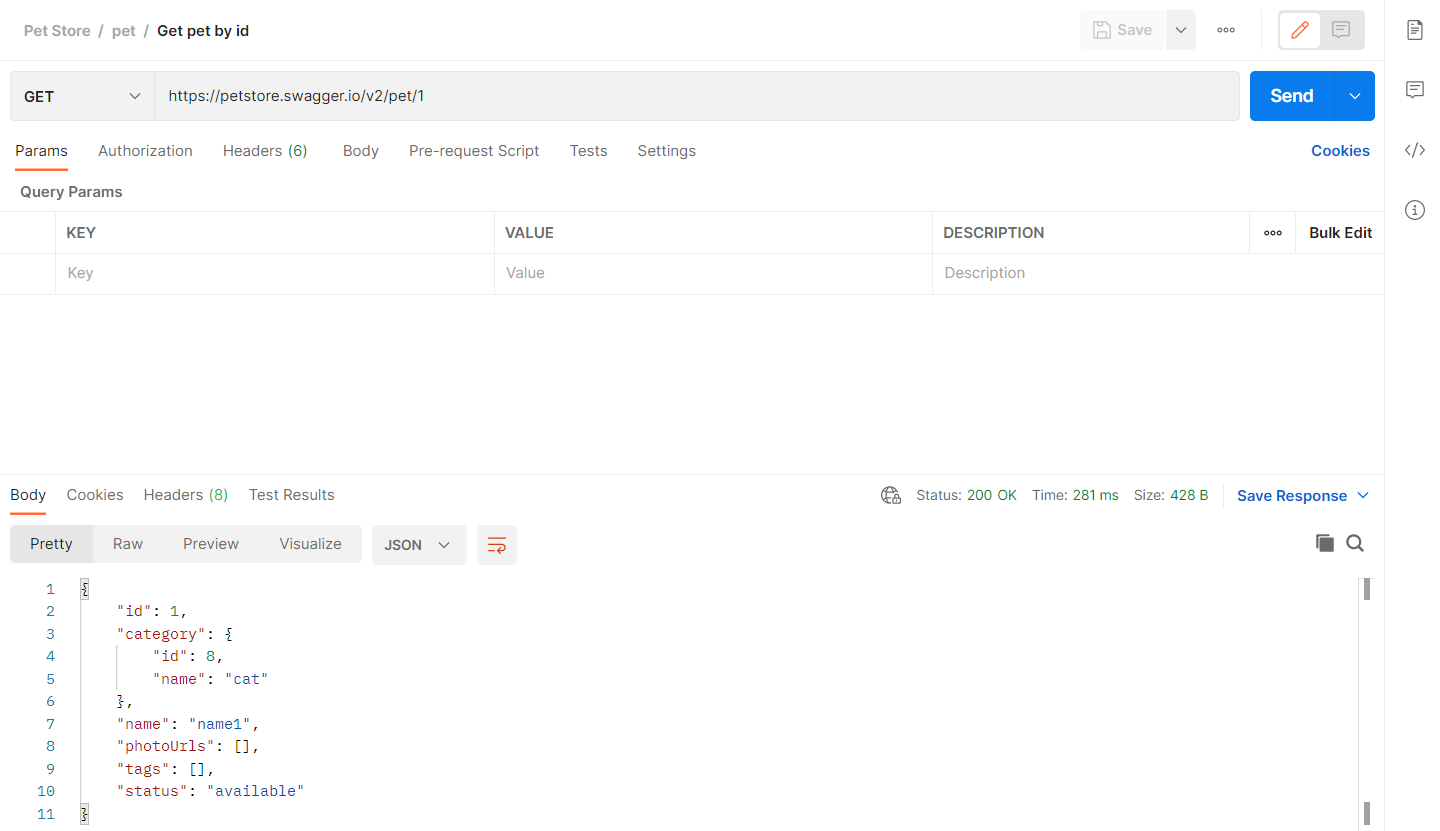 Pet Store / pet / Get pet by id
Save
GET
https://petstore.swagger.io/v2/pet/1
Send
Params Authorization Headers (6) Body Pre-request Script Tests Settings Cookies
Query Params
KEY VALUE DESCRIPTION Bulk Edit
Key Value Description
Body Cookies Headers (8) Test Results Status: 200 OK Time: 281 ms Size: 428 B Save Response
Pretty Raw Preview Visualize JSON
1 {
2 "id": 1,
3 "category": {
4 "id": 8,
5 "name": "cat"
6 },
7 "name": "name1",
8 "photoUrls": [],
9 "tags": [],
10 "status": "available"
11 }